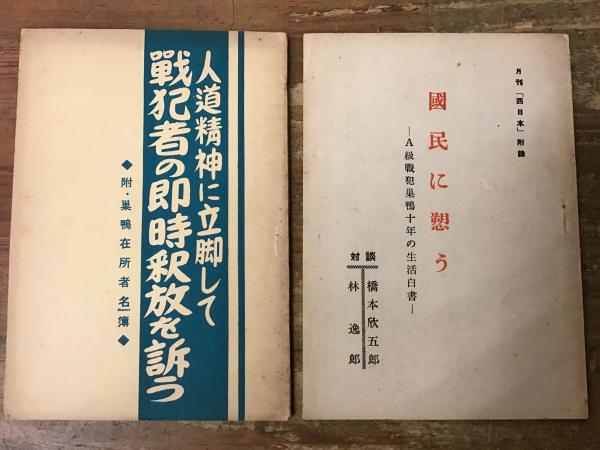 人道精神に立脚して
戰犯者の即時釈放を訴う
◆附・巣鴨在所者名簿◆
月刊「西日本」附錄
國民に愬う
―A級戰犯巣鴨十年の生活白書―
対談
橋本欣五郎
林逸郎